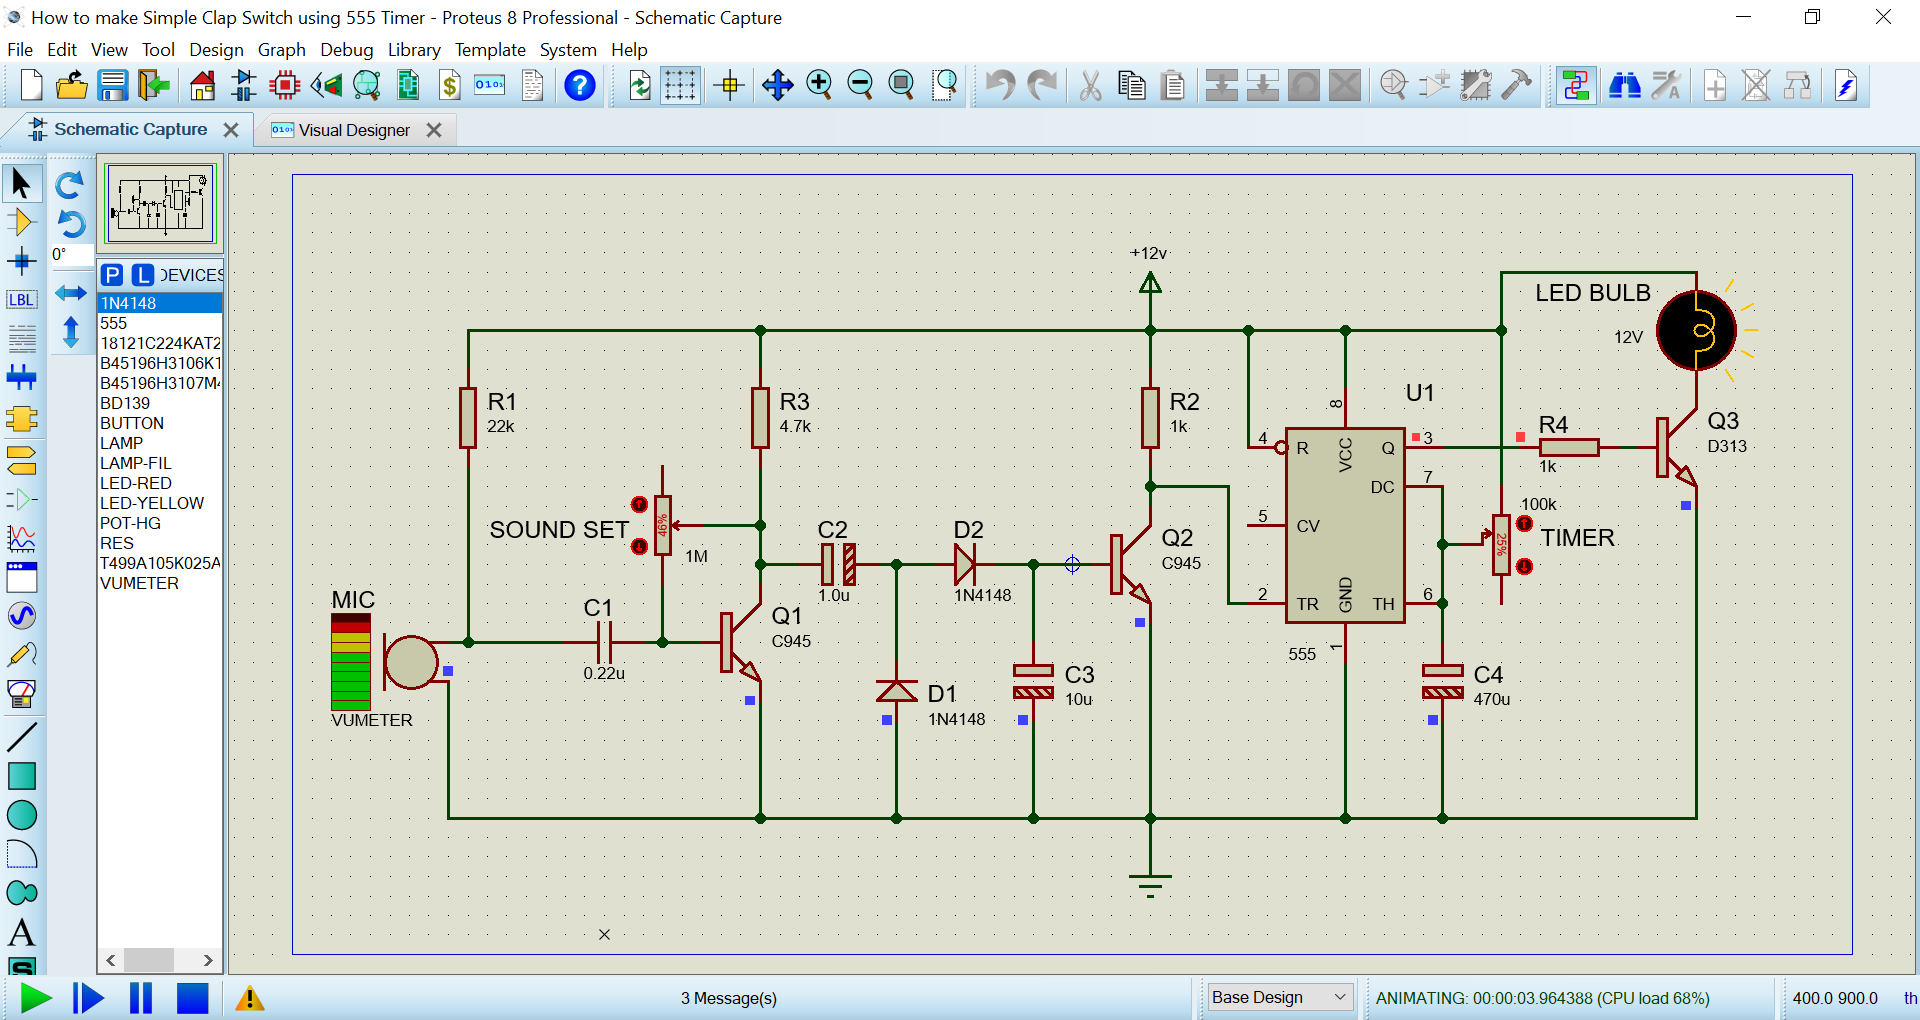 How to make Simple Clap Switch using 555 Timer - Proteus 8 Professional - Schematic Capture
File Edit View Tool Design Graph Debug Library Template System Help
Schematic Capture
Visual Designer
0°
P L DEVICES
1N4148
555
18121C224KAT2
B45196H3106K1
B45196H3107M
BD139
BUTTON
LAMP
LAMP-FIL
LED-RED
LED-YELLOW
POT-HG
RES
T499A105K025A
VUMETER
LBL
A
S
+12v
LED BULB
12V
R1
22k
R3
4.7k
R2
1k
U1
8
4
R
VCC
Q
3
R4
1k
Q3
D313
DC
7
5
CV
SOUND SET
46%
1M
C2
1.0u
D2
1N4148
Q2
C945
100k
25%
TIMER
2
TR
GND
TH
6
MIC
VUMETER
C1
0.22u
Q1
C945
D1
1N4148
C3
10u
555
1
C4
470u
3 Message(s)
Base Design
ANIMATING: 00:00:03.964388 (CPU load 68%)
400.0 900.0 th